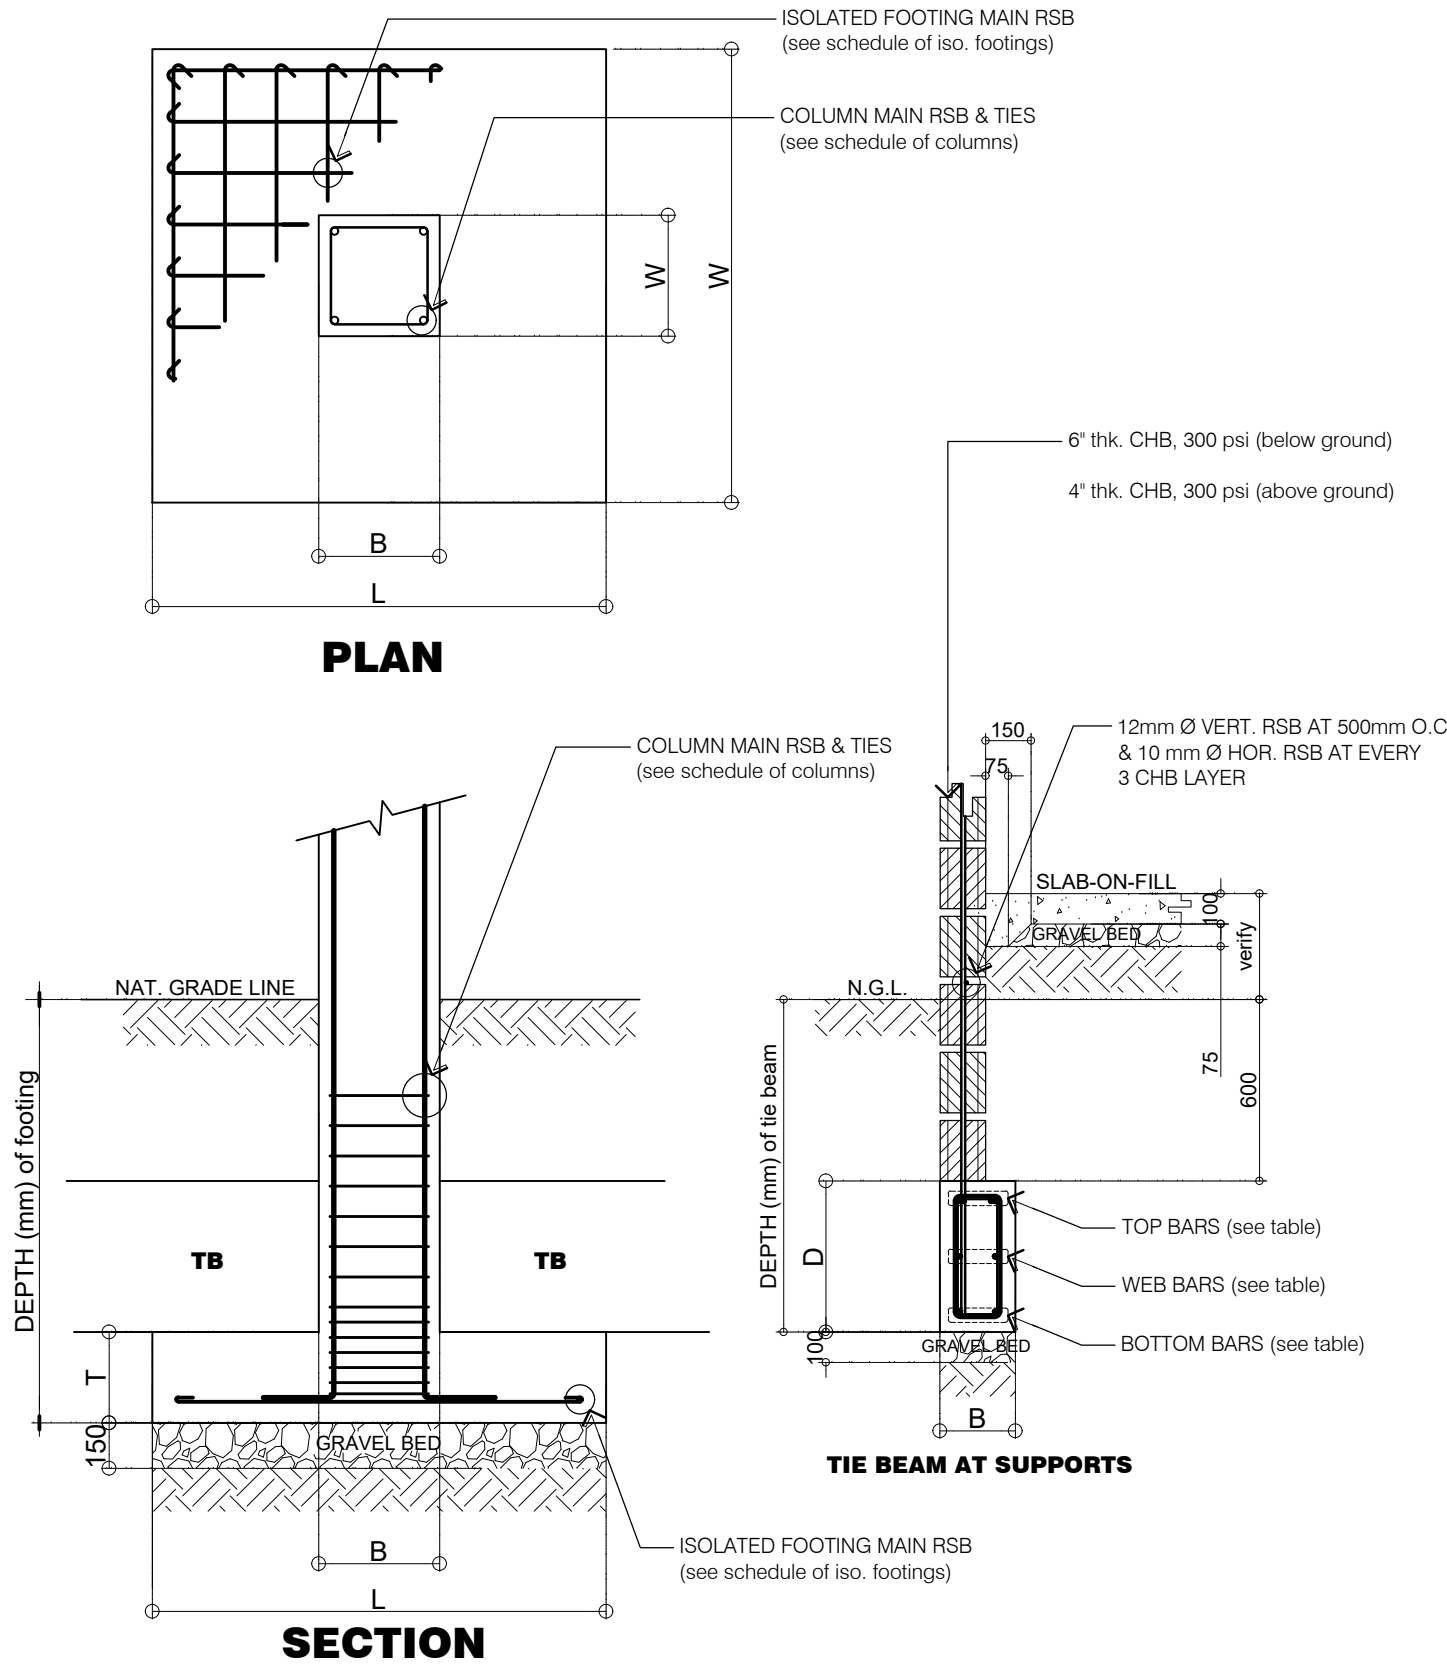 ISOLATED FOOTING MAIN RSB
(see schedule of iso. footings)
COLUMN MAIN RSB & TIES
(see schedule of columns)
W
W
B
L
PLAN
6" thk. CHB, 300 psi (below ground)
4" thk. CHB, 300 psi (above ground)
COLUMN MAIN RSB & TIES
(see schedule of columns)
NAT. GRADE LINE
DEPTH (mm) of footing
TB
TB
T
150
GRAVEL BED
B
L
ISOLATED FOOTING MAIN RSB
(see schedule of iso. footings)
SECTION
150
75
12mm Ø VERT. RSB AT 500mm O.C
& 10 mm Ø HOR. RSB AT EVERY
3 CHB LAYER
SLAB-ON-FILL
100
GRAVEL BED
verify
N.G.L.
75
600
DEPTH (mm) of tie beam
D
TOP BARS (see table)
WEB BARS (see table)
BOTTOM BARS (see table)
100
GRAVEL BED
B
TIE BEAM AT SUPPORTS